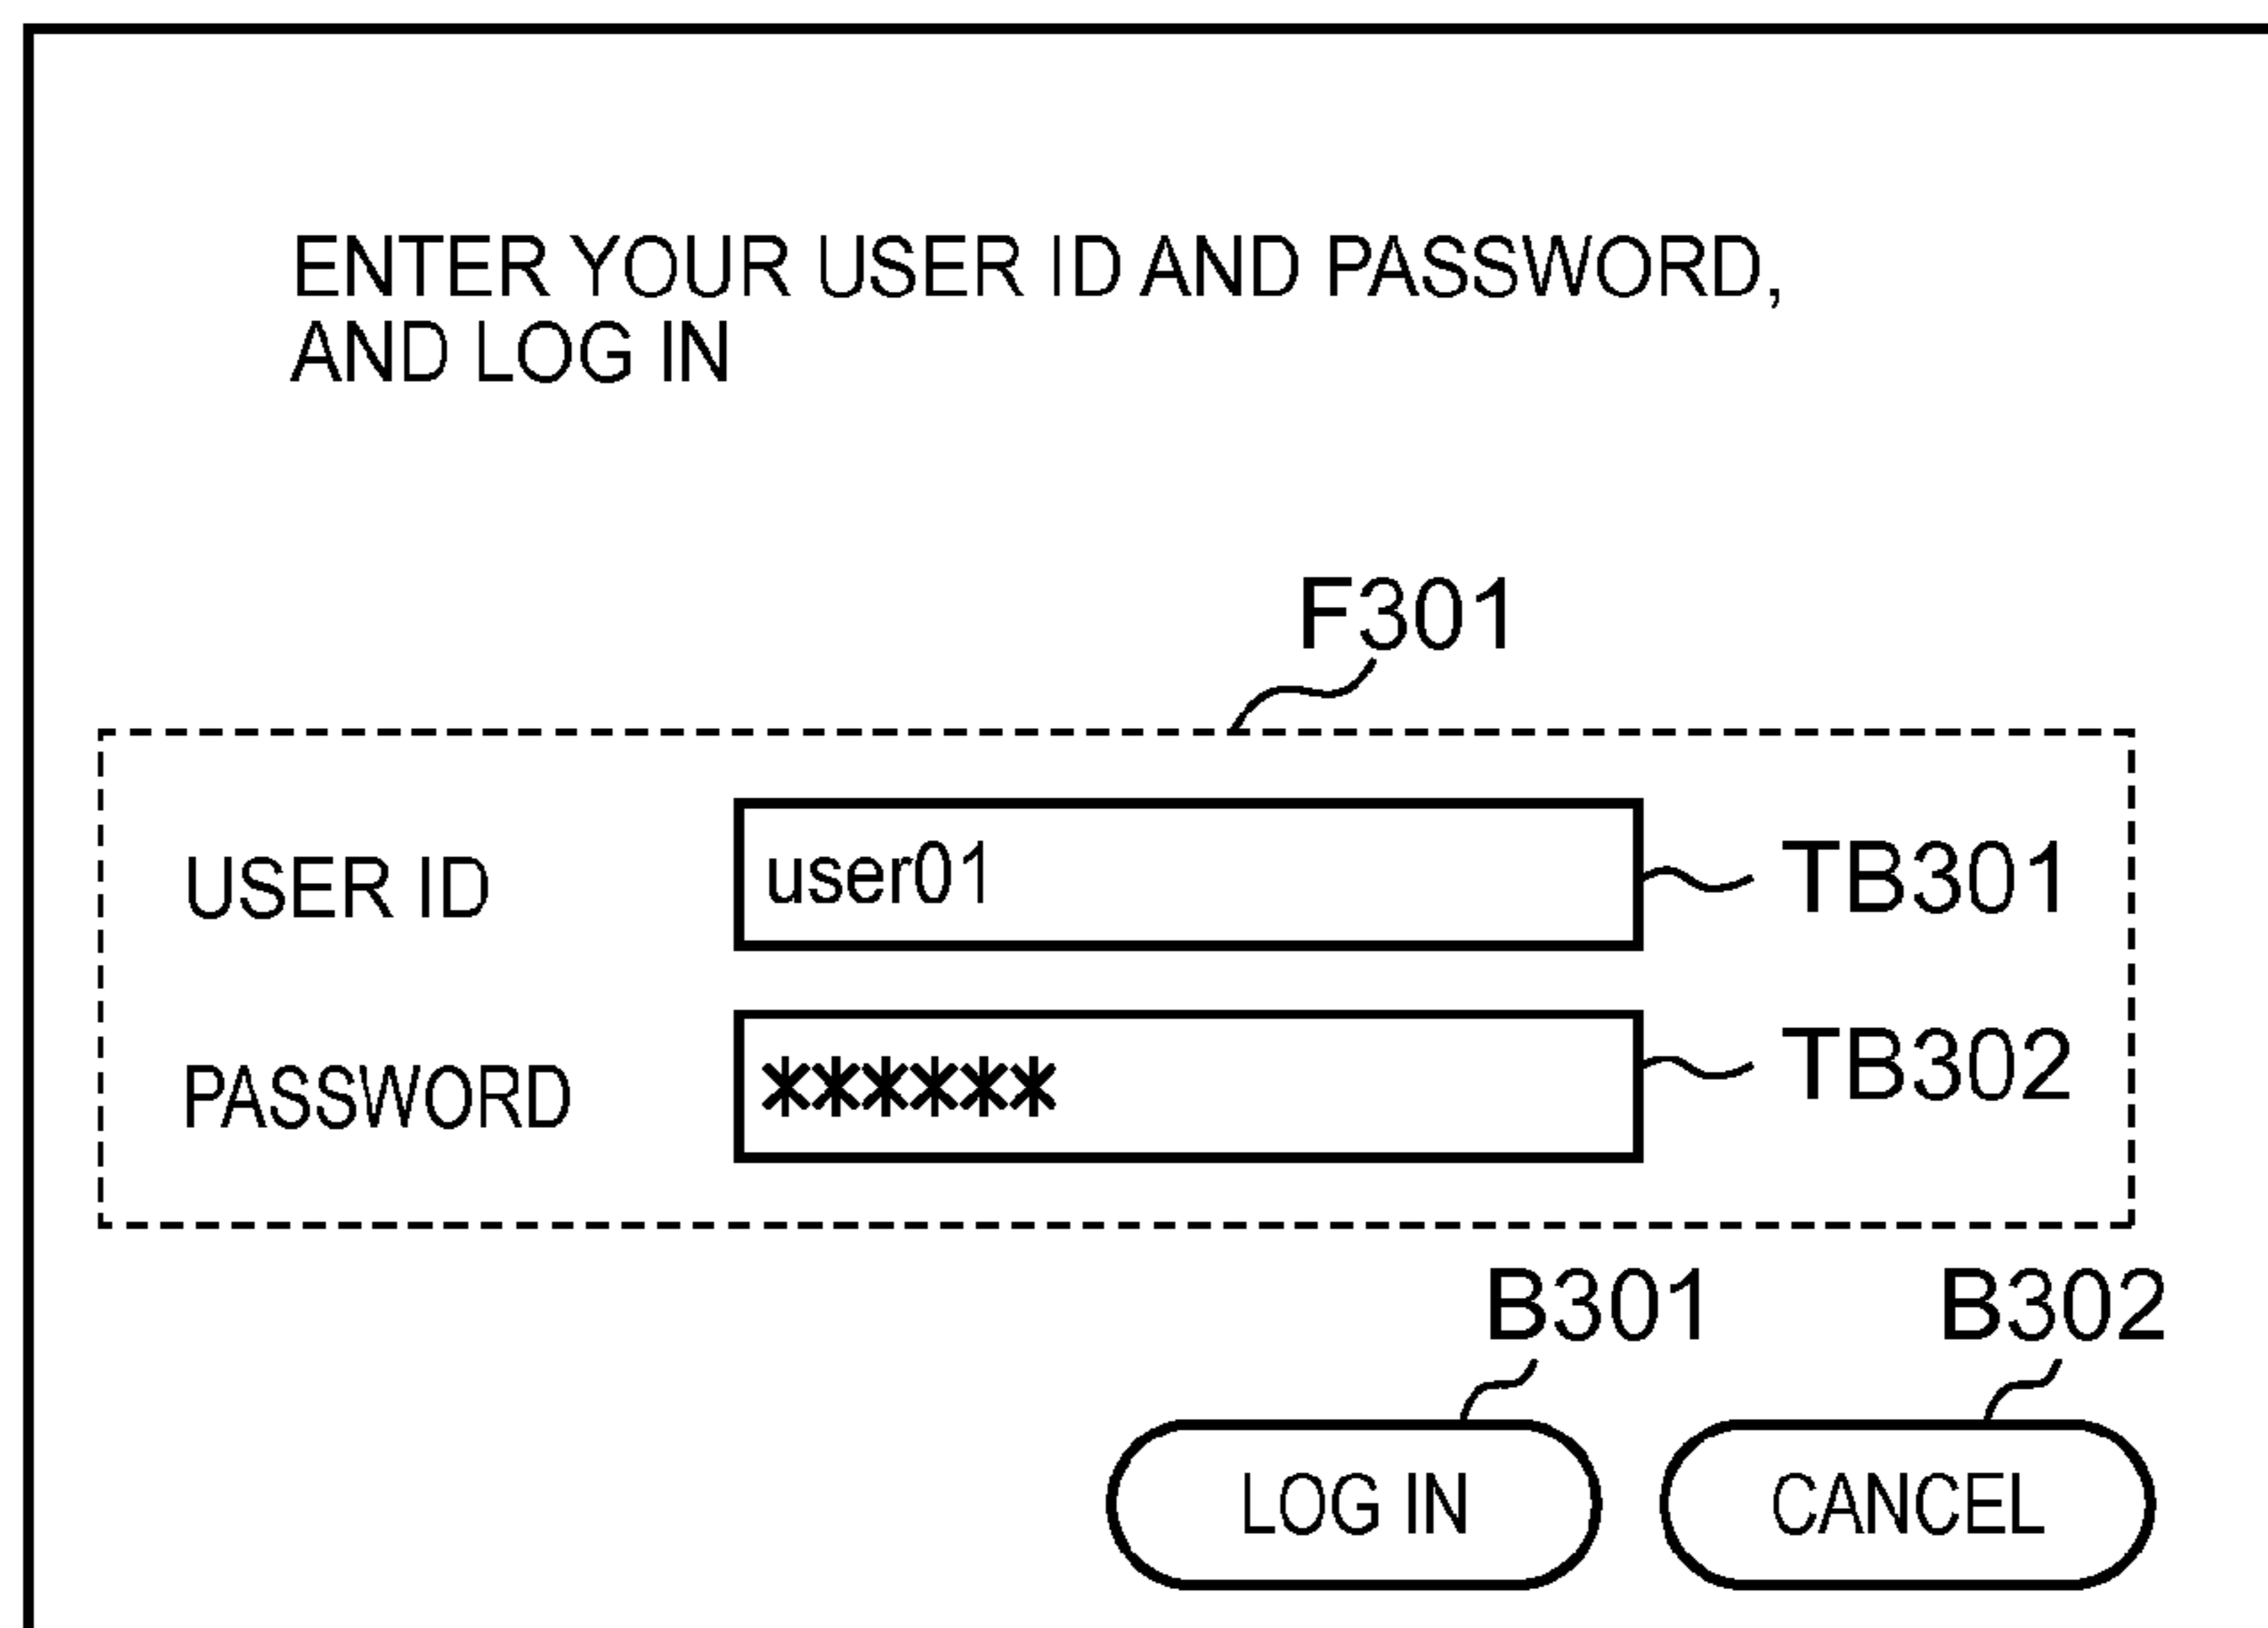 ENTER YOUR USER ID AND PASSWORD,
AND LOG IN
F301
USER ID user01 TB301
PASSWORD ****** TB302
B301 B302
LOG IN CANCEL